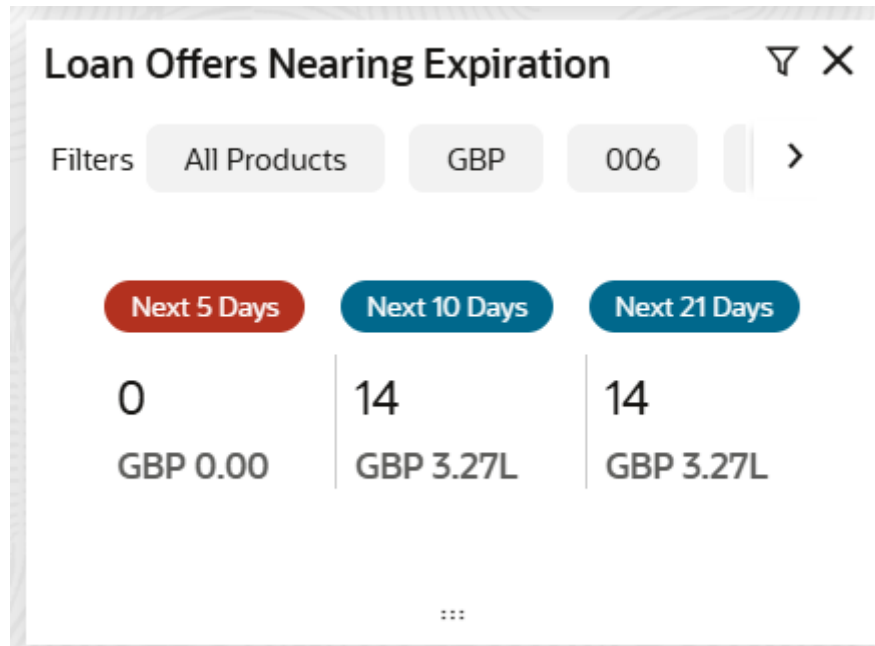 Loan Offers Nearing Expiration
Filters All Products GBP 006
Next 5 Days Next 10 Days Next 21 Days
0 14 14
GBP 0.00 GBP 3.27L GBP 3.27L